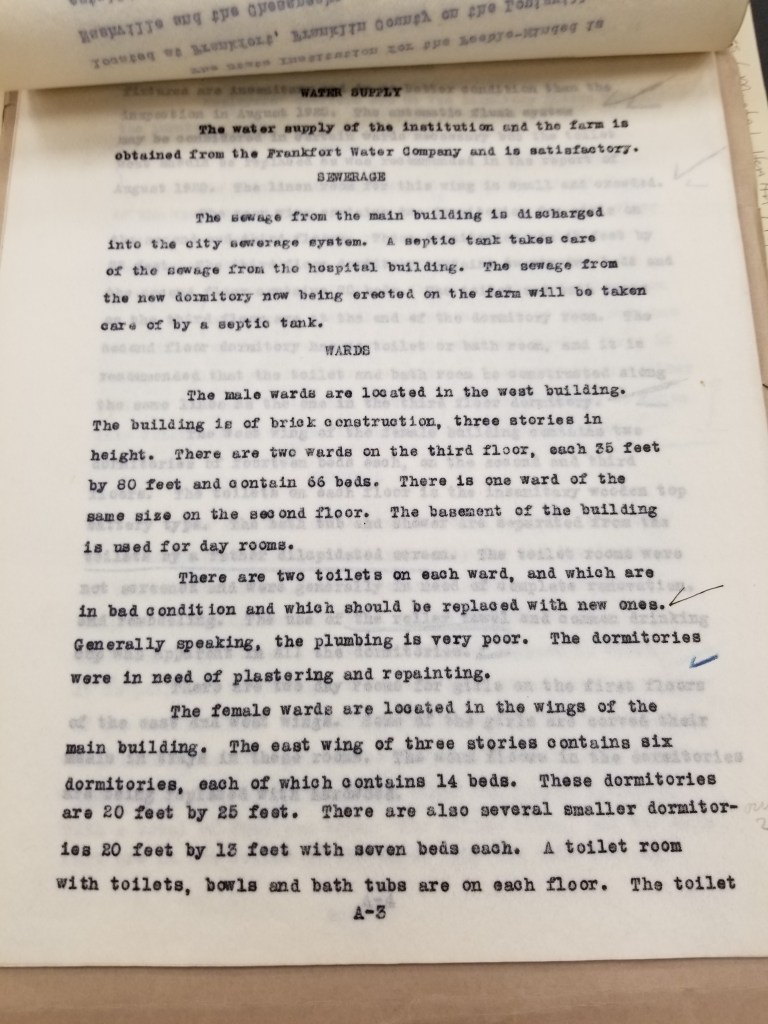 WATER SUPPLY
The water supply of the institution and the farm is
obtained from the Frankfort Water Company and is satisfactory.
SEWERAGE
The sewage from the main building is discharged
into the city sewerage system. A septic tank takes care
of the sewage from the hospital building. The sewage from
the new dormitory now being erected on the farm will be taken
care of by a septic tank.
WARDS
The male wards are located in the west building.
The building is of brick construction, three stories in
height. There are two wards on the third floor, each 35 feet
by 80 feet and contain 66 beds. There is one ward of the
same size on the second floor. The basement of the building
is used for day rooms.
There are two toilets on each ward, and which are
in bad condition and which should be replaced with new ones.
Generally speaking, the plumbing is very poor. The dormitories
were in need of plastering and repainting.
The female wards are located in the wings of the
main building. The east wing of three stories contains six
dormitories, each of which contains 14 beds. These dormitories
are 20 feet by 25 feet. There are also several smaller dormitor-
ies 20 feet by 13 feet with seven beds each. A toilet room
with toilets, bowls and bath tubs are on each floor. The toilet
A-3